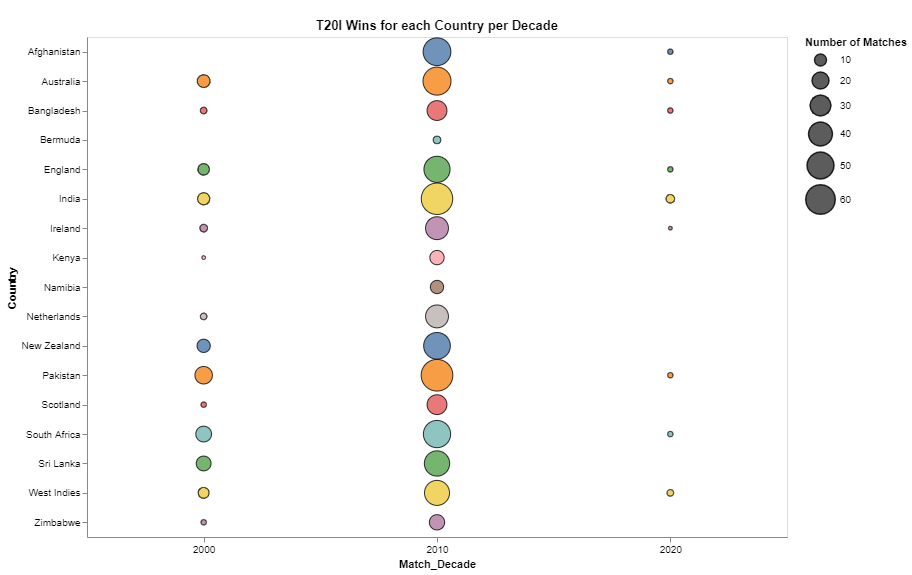 T20I Wins for each Country per Decade
Number of Matches
10
20
30
40
50
60
Country
Afghanistan
Australia
Bangladesh
Bermuda
England
India
Ireland
Kenya
Namibia
Netherlands
New Zealand
Pakistan
Scotland
South Africa
Sri Lanka
West Indies
Zimbabwe
2000 2010 2020
Match_Decade